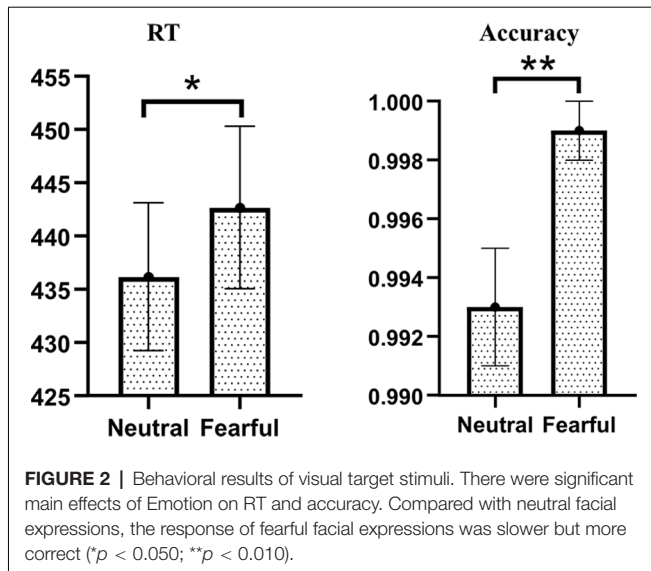 RT
*
455
450
445
440
435
430
425
Neutral Fearful
Accuracy
**
1.000
0.998
0.996
0.994
0.992
0.990
Neutral Fearful
FIGURE 2 | Behavioral results of visual target stimuli. There were significant
main effects of Emotion on RT and accuracy. Compared with neutral facial
expressions, the response of fearful facial expressions was slower but more
correct (*p < 0.050; **p < 0.010).